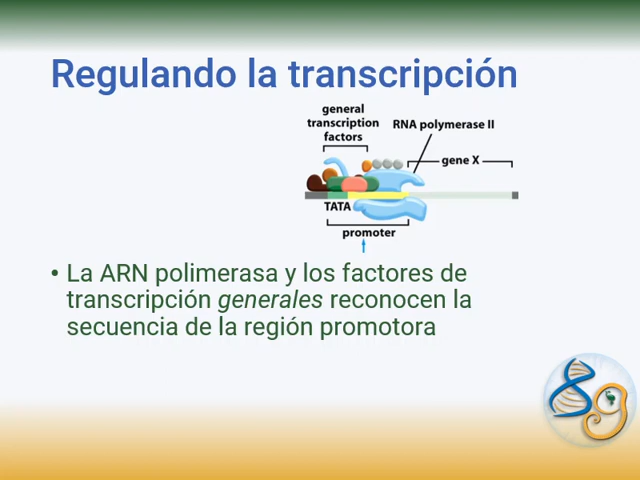 Regulando la transcripción
general
transcription
factors
RNA polymerase II
gene X
TATA
promoter
• La ARN polimerasa y los factores de
transcripción generales reconocen la
secuencia de la región promotora